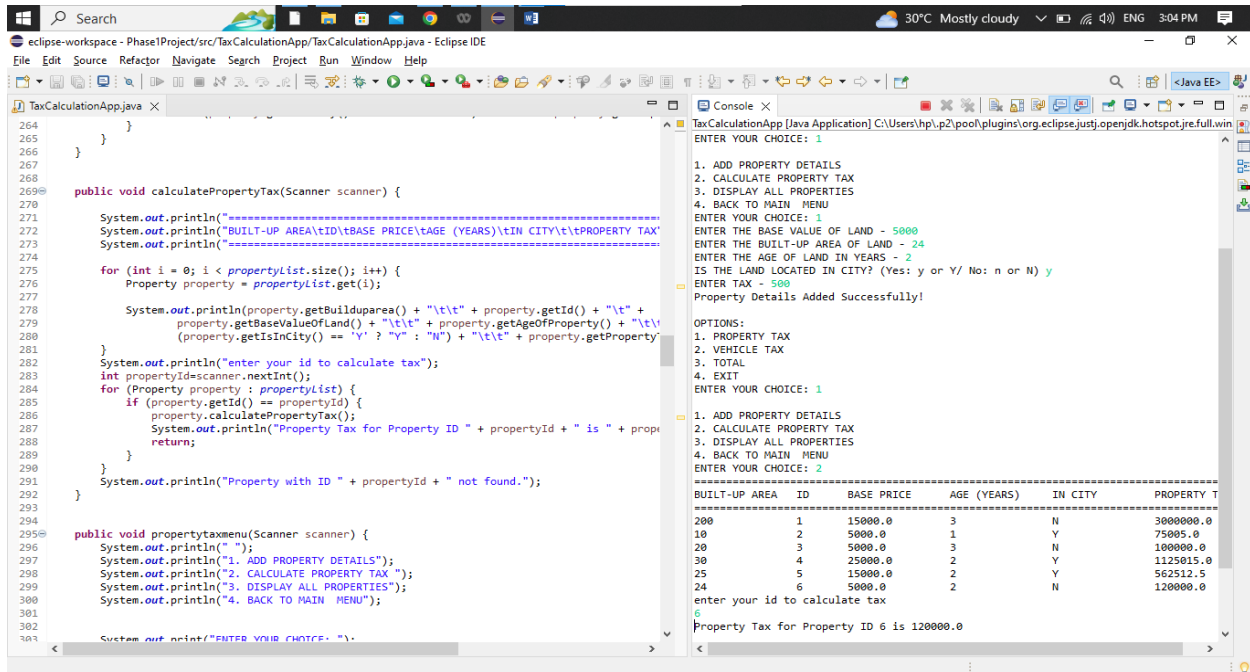 Search
30°C Mostly cloudy
ENG
3:04 PM
eclipse-workspace - Phase1Project/src/TaxCalculationApp/TaxCalculationApp.java - Eclipse IDE
File Edit Source Refactor Navigate Search Project Run Window Help
<Java EE>
TaxCalculationApp.java
264 }
265 }
266 }
267
268
269 public void calculatePropertyTax(Scanner scanner) {
270
271 System.out.println("=====================================================================
272 System.out.println("BUILT-UP AREA\tID\tBASE PRICE\tAGE (YEARS)\tIN CITY\t\tPROPERTY TAX"
273 System.out.println("=====================================================================
274
275 for (int i = 0; i < propertyList.size(); i++) {
276 Property property = propertyList.get(i);
277
278 System.out.println(property.getBuilduparea() + "\t\t" + property.getId() + "\t" +
279 property.getBaseValueOfLand() + "\t\t" + property.getAgeOfProperty() + "\t\t
280 (property.getIsInCity() == 'Y' ? "Y" : "N") + "\t\t" + property.getProperty
281 }
282 System.out.println("enter your id to calculate tax");
283 int propertyId=scanner.nextInt();
284 for (Property property : propertyList) {
285 if (property.getId() == propertyId) {
286 property.calculatePropertyTax();
287 System.out.println("Property Tax for Property ID " + propertyId + " is " + prope
288 return;
289 }
290 }
291 System.out.println("Property with ID " + propertyId + " not found.");
292 }
293
294
295 public void propertytaxmenu(Scanner scanner) {
296 System.out.println(" ");
297 System.out.println("1. ADD PROPERTY DETAILS");
298 System.out.println("2. CALCULATE PROPERTY TAX ");
299 System.out.println("3. DISPLAY ALL PROPERTIES");
300 System.out.println("4. BACK TO MAIN  MENU");
301
302
303 System.out.print("ENTER YOUR CHOICE: ");
Console
TaxCalculationApp [Java Application] C:\Users\hp\.p2\pool\plugins\org.eclipse.justj.openjdk.hotspot.jre.full.win
ENTER YOUR CHOICE: 1
1. ADD PROPERTY DETAILS
2. CALCULATE PROPERTY TAX
3. DISPLAY ALL PROPERTIES
4. BACK TO MAIN  MENU
ENTER YOUR CHOICE: 1
ENTER THE BASE VALUE OF LAND - 5000
ENTER THE BUILT-UP AREA OF LAND - 24
ENTER THE AGE OF LAND IN YEARS - 2
IS THE LAND LOCATED IN CITY? (Yes: y or Y/ No: n or N) y
ENTER TAX - 500
Property Details Added Successfully!
OPTIONS:
1. PROPERTY TAX
2. VEHICLE TAX
3. TOTAL
4. EXIT
ENTER YOUR CHOICE: 1
1. ADD PROPERTY DETAILS
2. CALCULATE PROPERTY TAX
3. DISPLAY ALL PROPERTIES
4. BACK TO MAIN  MENU
ENTER YOUR CHOICE: 2
=====================================================================
BUILT-UP AREA ID BASE PRICE AGE (YEARS) IN CITY PROPERTY T
=====================================================================
200 1 15000.0 3 N 3000000.0
10 2 5000.0 1 Y 75005.0
20 3 5000.0 3 N 100000.0
30 4 25000.0 2 Y 1125015.0
25 5 15000.0 2 Y 562512.5
24 6 5000.0 2 N 120000.0
enter your id to calculate tax
6
Property Tax for Property ID 6 is 120000.0